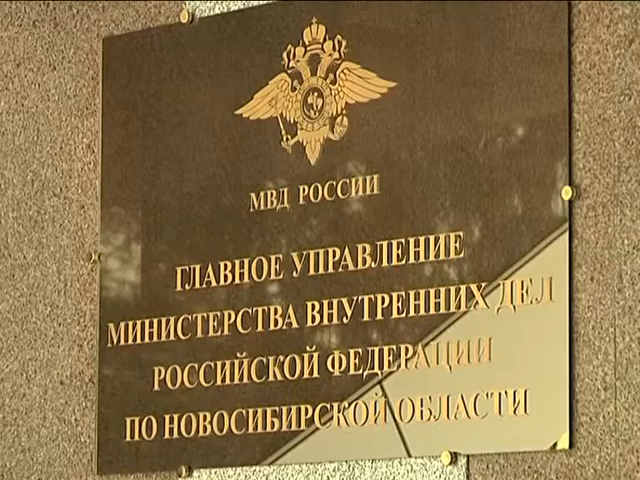 МВД РОССИИ
ГЛАВНОЕ УПРАВЛЕНИЕ
МИНИСТЕРСТВА ВНУТРЕННИХ ДЕЛ
РОССИЙСКОЙ ФЕДЕРАЦИИ
ПО НОВОСИБИРСКОЙ ОБЛАСТИ